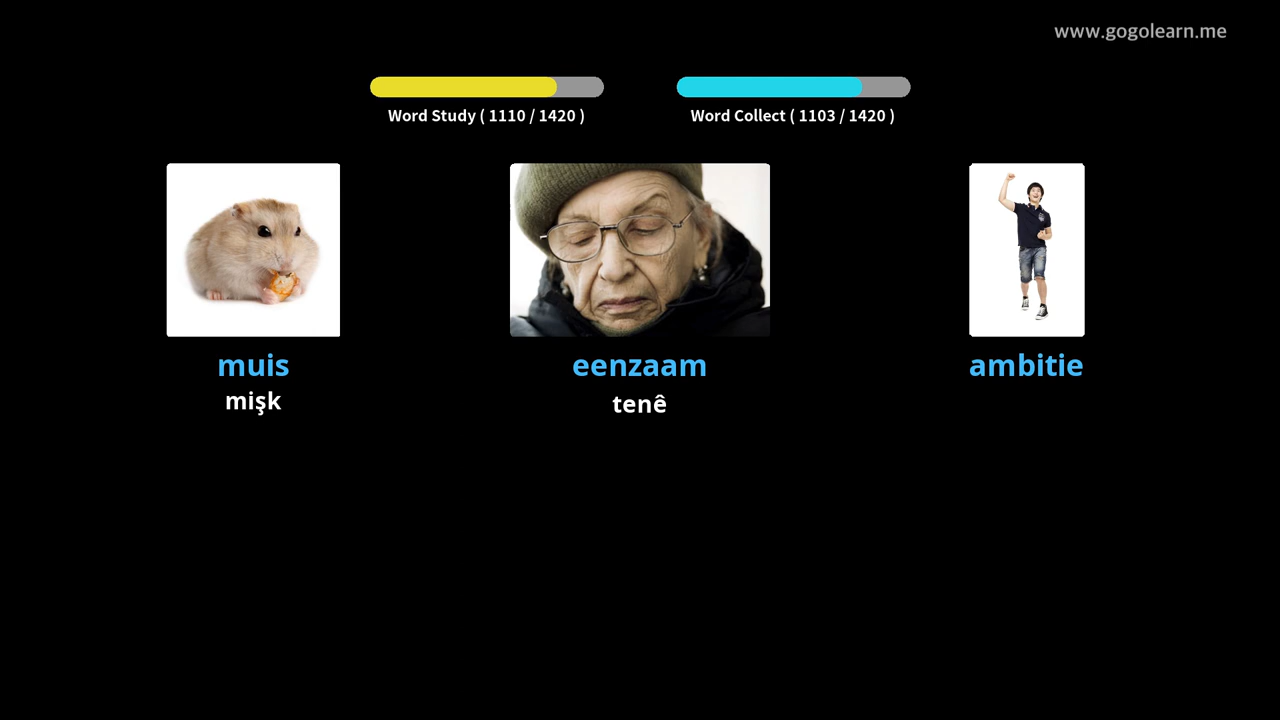 www.gogolearn.me
Word Study ( 1110 / 1420 )
Word Collect ( 1103 / 1420 )
muis
eenzaam
ambitie
mişk
tenê